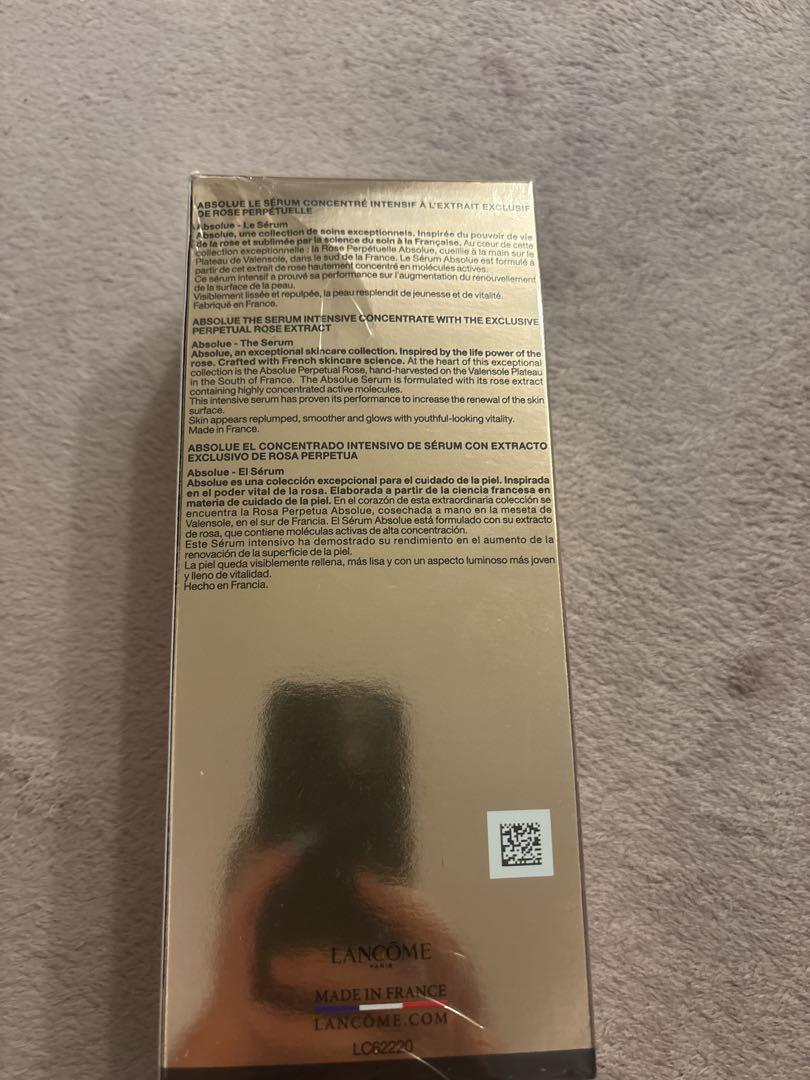 ABSOLUE LE SÉRUM CONCENTRÉ INTENSIF À L'EXTRAIT EXCLUSIF
DE ROSE PERPÉTUELLE
Absolue - Le Sérum
Absolue, une collection de soins exceptionnels. Inspirée du pouvoir de vie
de la rose et sublimée par la science du soin à la Française. Au cœur de cette
collection exceptionnelle : la Rose Perpétuelle Absolue, cueillie à la main sur le
Plateau de Valensole, dans le sud de la France. Le Sérum Absolue est formulé à
partir de cet extrait de rose hautement concentré en molécules actives.
Ce sérum intensif a prouvé sa performance sur l'augmentation du renouvellement
de la surface de la peau.
Visiblement lissée et repulpée, la peau resplendit de jeunesse et de vitalité.
Fabriqué en France.
ABSOLUE THE SERUM INTENSIVE CONCENTRATE WITH THE EXCLUSIVE
PERPETUAL ROSE EXTRACT
Absolue - The Serum
Absolue, an exceptional skincare collection. Inspired by the life power of the
rose. Crafted with French skincare science. At the heart of this exceptional
collection is the Absolue Perpetual Rose, hand-harvested on the Valensole Plateau
in the South of France. The Absolue Serum is formulated with its rose extract
containing highly concentrated active molecules.
This intensive serum has proven its performance to increase the renewal of the skin
surface.
Skin appears replumped, smoother and glows with youthful-looking vitality.
Made in France.
ABSOLUE EL CONCENTRADO INTENSIVO DE SÉRUM CON EXTRACTO
EXCLUSIVO DE ROSA PERPETUA
Absolue - El Sérum
Absolue es una colección excepcional para el cuidado de la piel. Inspirada
en el poder vital de la rosa. Elaborada a partir de la ciencia francesa en
materia de cuidado de la piel. En el corazón de esta extraordinaria colección se
encuentra la Rosa Perpetua Absolue, cosechada a mano en la meseta de
Valensole, en el sur de Francia. El Sérum Absolue está formulado con su extracto
de rosa, que contiene moléculas activas de alta concentración.
Este Sérum intensivo ha demostrado su rendimiento en el aumento de la
renovación de la superficie de la piel.
La piel queda visiblemente rellena, más lisa y con un aspecto luminoso más joven
y lleno de vitalidad.
Hecho en Francia.
LANCÔME
PARIS
MADE IN FRANCE
LANCÔME.COM
LC62220